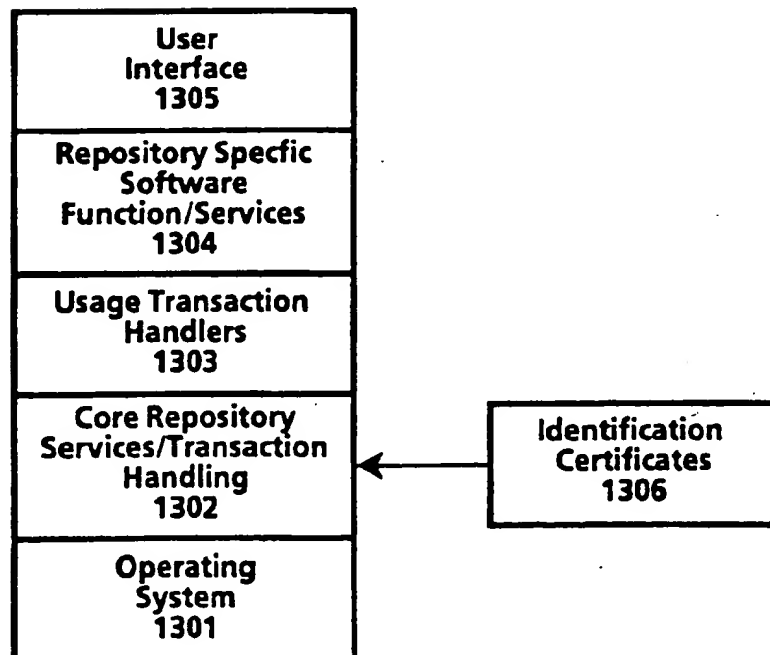 User
Interface
1305
Repository Specfic
Software
Function/Services
1304
Usage Transaction
Handlers
1303
Core Repository
Services/Transaction
Handling
1302
Identification
Certificates
1306
Operating
System
1301